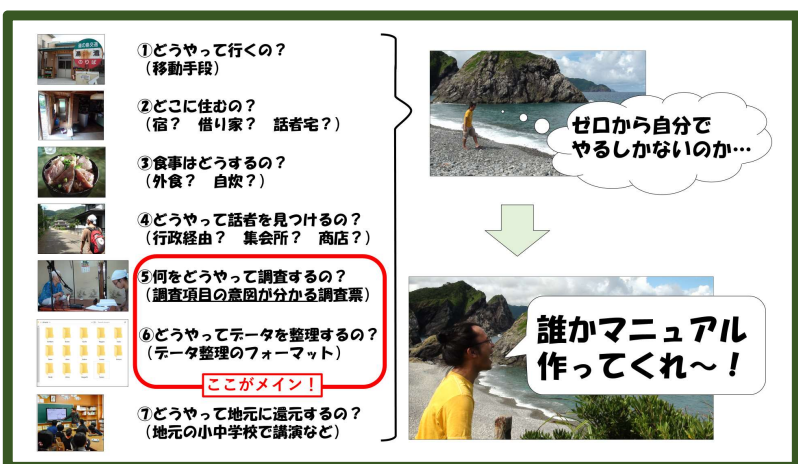 ①どうやって行くの？
（移動手段）
②どこに住むの？
（宿？　借り家？　話者宅？）
③食事はどうするの？
（外食？　自炊？）
④どうやって話者を見つけるの？
（行政経由？　集会所？　商店？）
⑤何をどうやって調査するの？
（調査項目の意図が分かる調査票）
⑥どうやってデータを整理するの？
（データ整理のフォーマット）
ここがメイン！
⑦どうやって地元に還元するの？
（地元の小中学校で講演など）
ゼロから自分で
やるしかないのか…
誰かマニュアル
作ってくれ～！